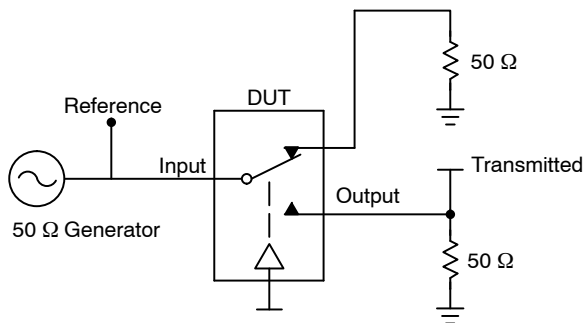 50 Ω
DUT
Reference
Input
Transmitted
Output
50 Ω Generator
50 Ω